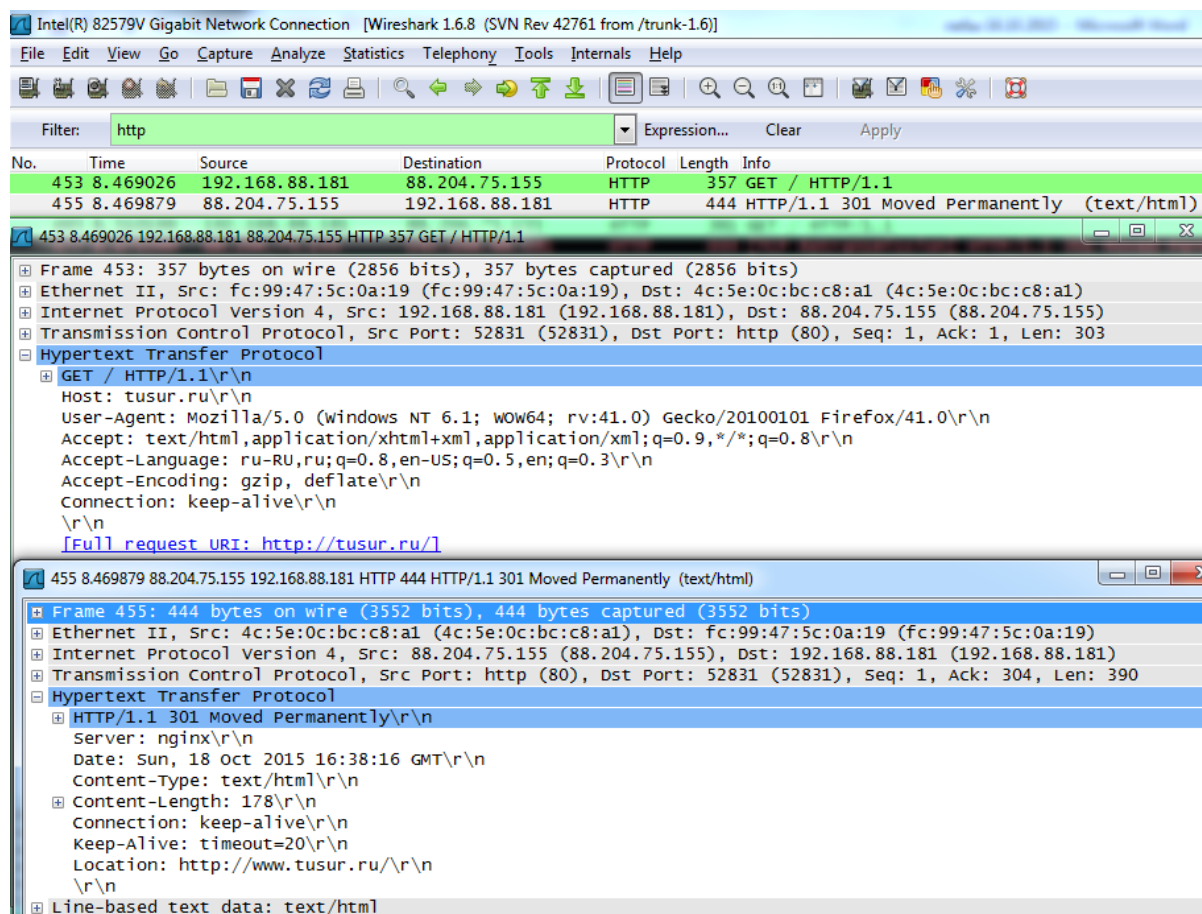 Intel(R) 82579V Gigabit Network Connection [Wireshark 1.6.8 (SVN Rev 42761 from /trunk-1.6)]
File Edit View Go Capture Analyze Statistics Telephony Tools Internals Help
Filter: http Expression... Clear Apply
No. Time Source Destination Protocol Length Info
453 8.469026 192.168.88.181 88.204.75.155 HTTP 357 GET / HTTP/1.1
455 8.469879 88.204.75.155 192.168.88.181 HTTP 444 HTTP/1.1 301 Moved Permanently (text/html)
453 8.469026 192.168.88.181 88.204.75.155 HTTP 357 GET / HTTP/1.1
Frame 453: 357 bytes on wire (2856 bits), 357 bytes captured (2856 bits)
Ethernet II, Src: fc:99:47:5c:0a:19 (fc:99:47:5c:0a:19), Dst: 4c:5e:0c:bc:c8:a1 (4c:5e:0c:bc:c8:a1)
Internet Protocol Version 4, Src: 192.168.88.181 (192.168.88.181), Dst: 88.204.75.155 (88.204.75.155)
Transmission Control Protocol, Src Port: 52831 (52831), Dst Port: http (80), Seq: 1, Ack: 1, Len: 303
Hypertext Transfer Protocol
GET / HTTP/1.1\r\n
Host: tusur.ru\r\n
User-Agent: Mozilla/5.0 (Windows NT 6.1; WOW64; rv:41.0) Gecko/20100101 Firefox/41.0\r\n
Accept: text/html,application/xhtml+xml,application/xml;q=0.9,*/*;q=0.8\r\n
Accept-Language: ru-RU,ru;q=0.8,en-US;q=0.5,en;q=0.3\r\n
Accept-Encoding: gzip, deflate\r\n
Connection: keep-alive\r\n
\r\n
[Full request URI: http://tusur.ru/]
455 8.469879 88.204.75.155 192.168.88.181 HTTP 444 HTTP/1.1 301 Moved Permanently (text/html)
Frame 455: 444 bytes on wire (3552 bits), 444 bytes captured (3552 bits)
Ethernet II, Src: 4c:5e:0c:bc:c8:a1 (4c:5e:0c:bc:c8:a1), Dst: fc:99:47:5c:0a:19 (fc:99:47:5c:0a:19)
Internet Protocol Version 4, Src: 88.204.75.155 (88.204.75.155), Dst: 192.168.88.181 (192.168.88.181)
Transmission Control Protocol, Src Port: http (80), Dst Port: 52831 (52831), Seq: 1, Ack: 304, Len: 390
Hypertext Transfer Protocol
HTTP/1.1 301 Moved Permanently\r\n
Server: nginx\r\n
Date: Sun, 18 Oct 2015 16:38:16 GMT\r\n
Content-Type: text/html\r\n
Content-Length: 178\r\n
Connection: keep-alive\r\n
Keep-Alive: timeout=20\r\n
Location: http://www.tusur.ru/\r\n
\r\n
Line-based text data: text/html